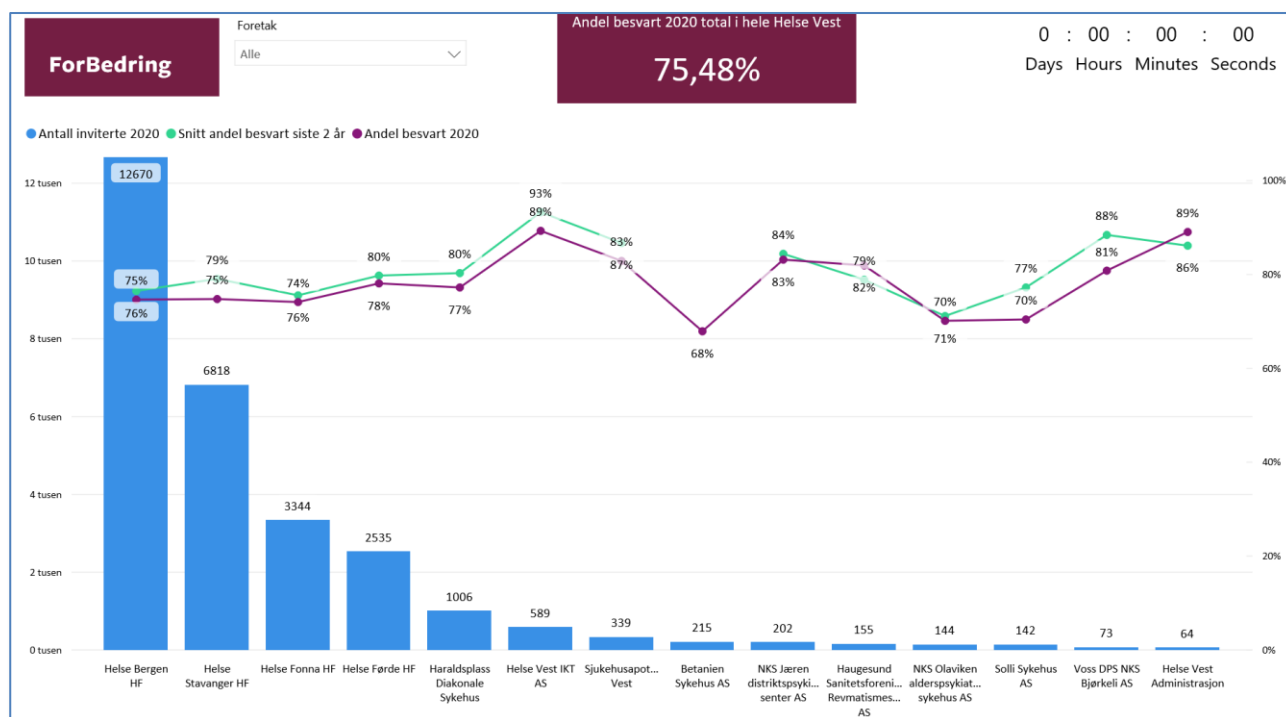 ForBedring
Foretak
Alle
Andel besvart 2020 total i hele Helse Vest
75,48%
0 : 00 : 00 : 00
Days Hours Minutes Seconds
Antall inviterte 2020 Snitt andel besvart siste 2 år Andel besvart 2020
12 tusen
10 tusen
8 tusen
6 tusen
4 tusen
2 tusen
0 tusen
100%
80%
60%
40%
20%
0%
12670
6818
3344
2535
1006
589
339
215
202
155
144
142
73
64
75%
76%
79%
75%
74%
76%
80%
78%
80%
77%
93%
89%
83%
87%
68%
84%
83%
79%
82%
70%
71%
77%
70%
88%
81%
89%
86%
Helse Bergen
HF
Helse
Stavanger HF
Helse Fonna HF
Helse Førde HF
Haraldsplass
Diakonale
Sykehus
Helse Vest IKT
AS
Sjukehusapot...
Vest
Betanien
Sykehus AS
NKS Jæren
distriktspsyki...
senter AS
Haugesund
Sanitetsforeni...
Revmatismes...
AS
NKS Olaviken
alderspsykiat...
sykehus AS
Solli Sykehus
AS
Voss DPS NKS
Bjørkeli AS
Helse Vest
Administrasjon